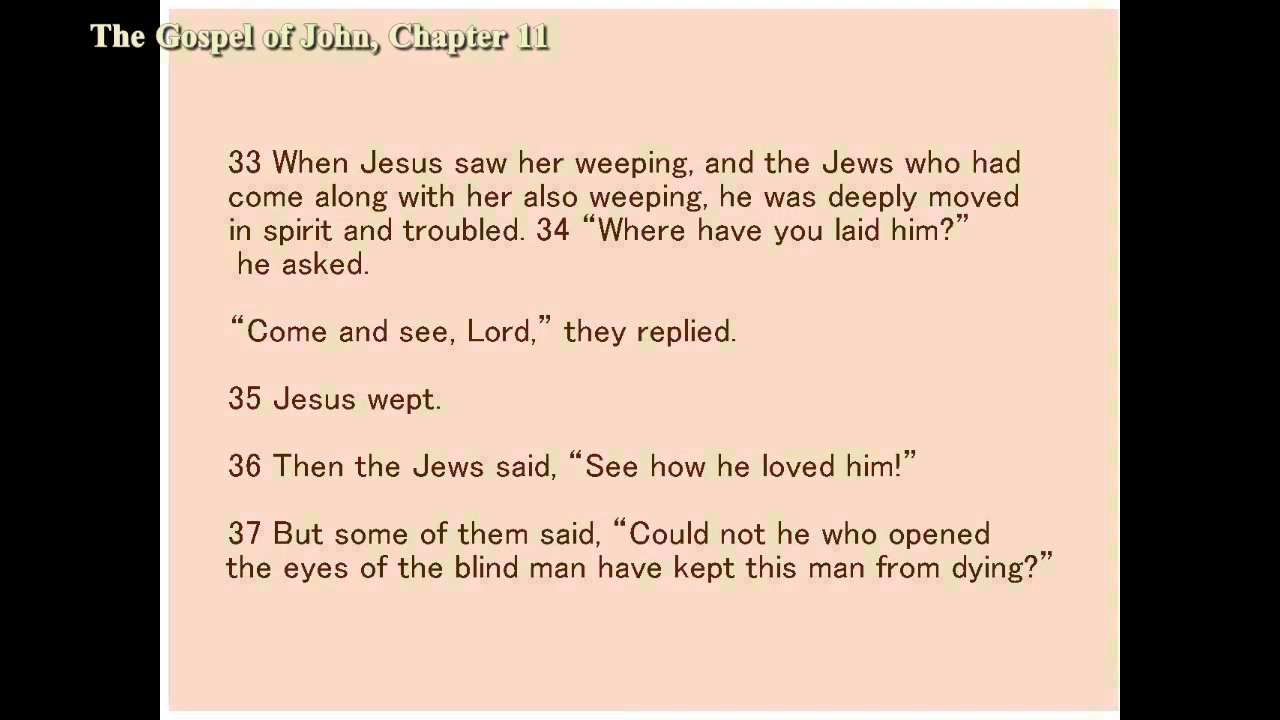 The Gospel of John, Chapter 11
33 When Jesus saw her weeping, and the Jews who had
come along with her also weeping, he was deeply moved
in spirit and troubled. 34 “Where have you laid him?”
he asked.
“Come and see, Lord,” they replied.
35 Jesus wept.
36 Then the Jews said, “See how he loved him!”
37 But some of them said, “Could not he who opened
the eyes of the blind man have kept this man from dying?”